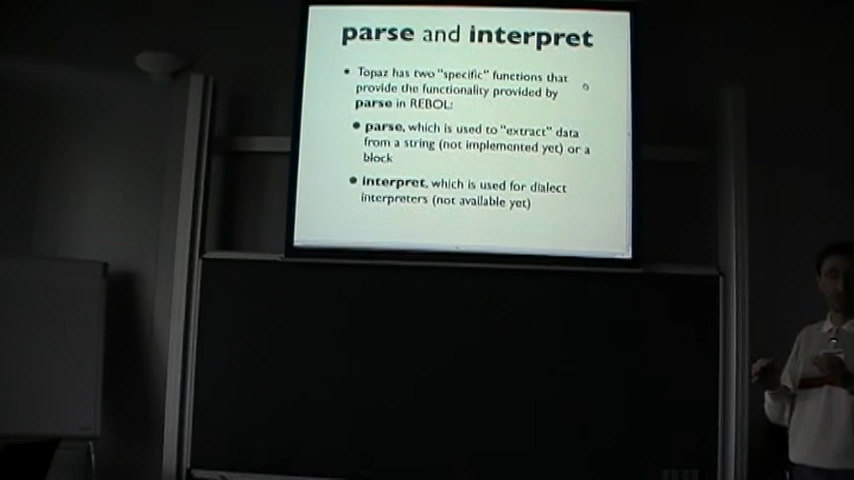 parse and interpret
• Topaz has two "specific" functions that
provide the functionality provided by
parse in REBOL:
• parse, which is used to "extract" data
from a string (not implemented yet) or a
block
• interpret, which is used for dialect
interpreters (not available yet)